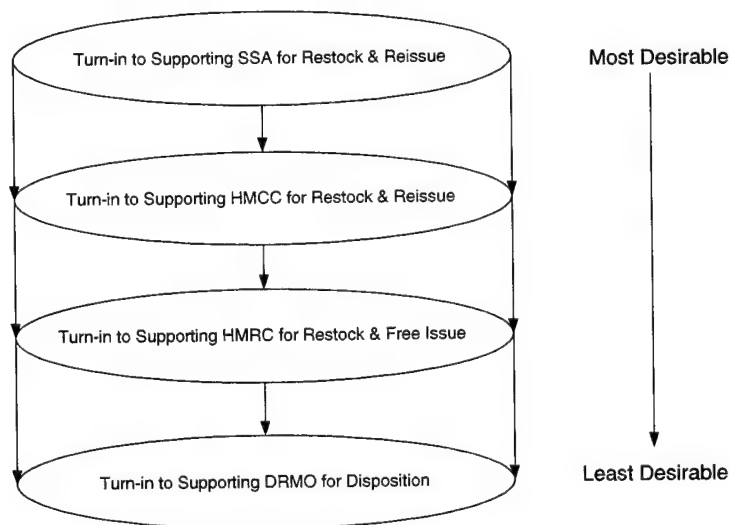 Turn-in to Supporting SSA for Restock & Reissue
Most Desirable
Turn-in to Supporting HMCC for Restock & Reissue
Turn-in to Supporting HMRC for Restock & Free Issue
Least Desirable
Turn-in to Supporting DRMO for Disposition